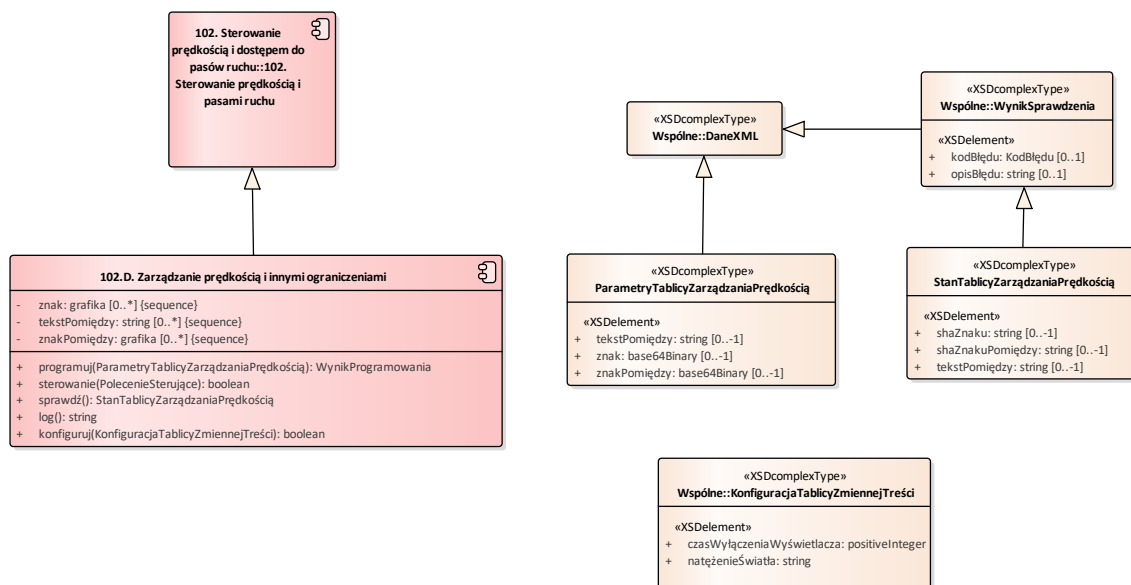 102. Sterowanie
prędkością i dostępem do
pasów ruchu::102.
Sterowanie prędkością i
pasami ruchu
102.D. Zarządzanie prędkością i innymi ograniczeniami
- znak: grafika [0..*] {sequence}
- tekstPomiędzy: string [0..*] {sequence}
- znakPomiędzy: grafika [0..*] {sequence}
+ programuj(ParametryTablicyZarządzaniaPrędkością): WynikProgramowania
+ sterowanie(PolecenieSterujące): boolean
+ sprawdź(): StanTablicyZarządzaniaPrędkością
+ log(): string
+ konfiguruj(KonfiguracjaTablicyZmiennejTreści): boolean
«XSDcomplexType»
Wspólne::DaneXML
«XSDcomplexType»
Wspólne::WynikSprawdzenia
«XSDelement»
+ kodBłędu: KodBłędu [0..1]
+ opisBłędu: string [0..1]
«XSDcomplexType»
ParametryTablicyZarządzaniaPrędkością
«XSDelement»
+ tekstPomiędzy: string [0..-1]
+ znak: base64Binary [0..-1]
+ znakPomiędzy: base64Binary [0..-1]
«XSDcomplexType»
StanTablicyZarządzaniaPrędkością
«XSDelement»
+ shaZnaku: string [0..-1]
+ shaZnakuPomiędzy: string [0..-1]
+ tekstPomiędzy: string [0..-1]
«XSDcomplexType»
Wspólne::KonfiguracjaTablicyZmiennejTreści
«XSDelement»
+ czasWyłączeniaWyświetlacza: positiveInteger
+ natężenieŚwiatła: string